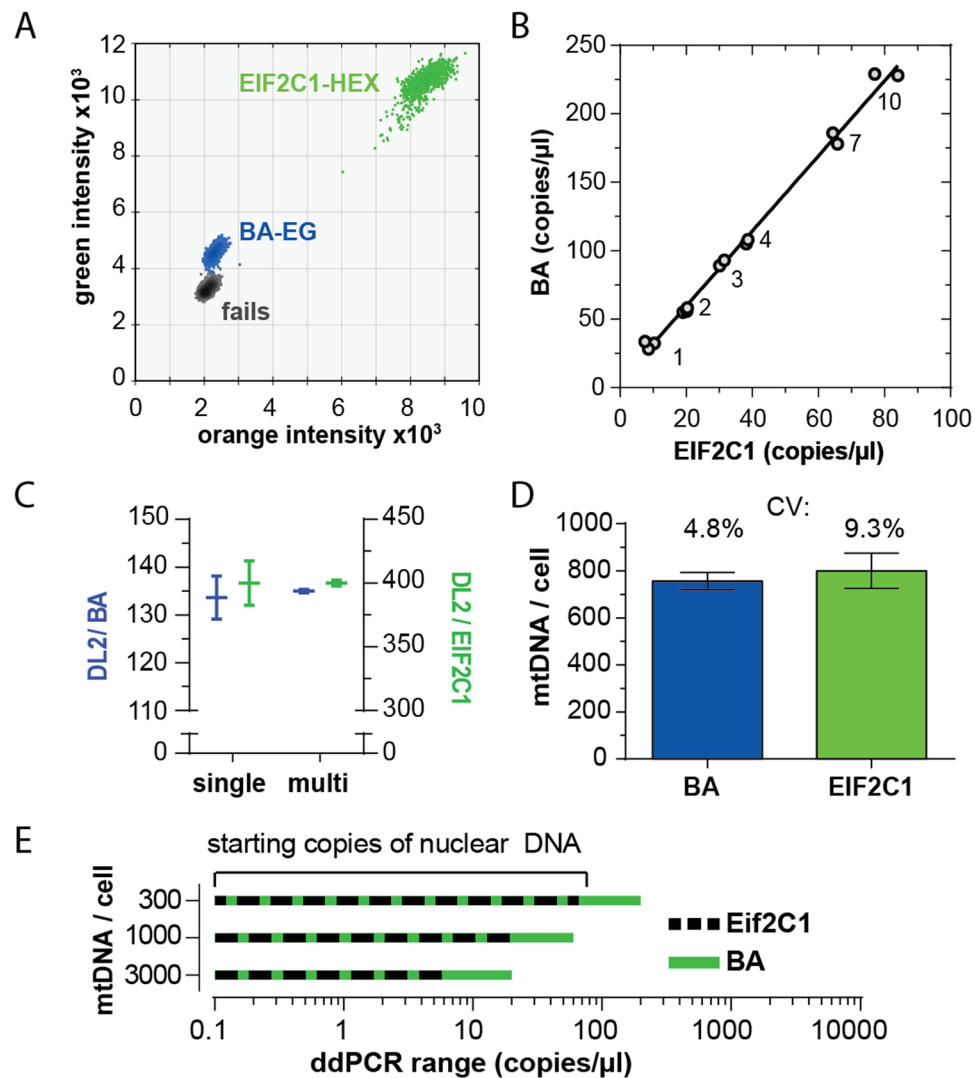 A
12
10
8
6
4
2
0
green intensity x10³
EIF2C1-HEX
BA-EG
fails
0 2 4 6 8 10
orange intensity x10³
B
250
200
150
100
50
0
BA (copies/µl)
10
7
4
3
2
1
0 20 40 60 80 100
EIF2C1 (copies/µl)
C
150
140
130
120
110
0
DL2/ BA
450
400
350
300
0
DL2 / EIF2C1
single multi
D
CV:
4.8% 9.3%
1000
800
600
400
200
0
mtDNA / cell
BA EIF2C1
E
starting copies of nuclear DNA
mtDNA / cell
300
1000
3000
Eif2C1
BA
0.1 1 10 100 1000 10000
ddPCR range (copies/µl)